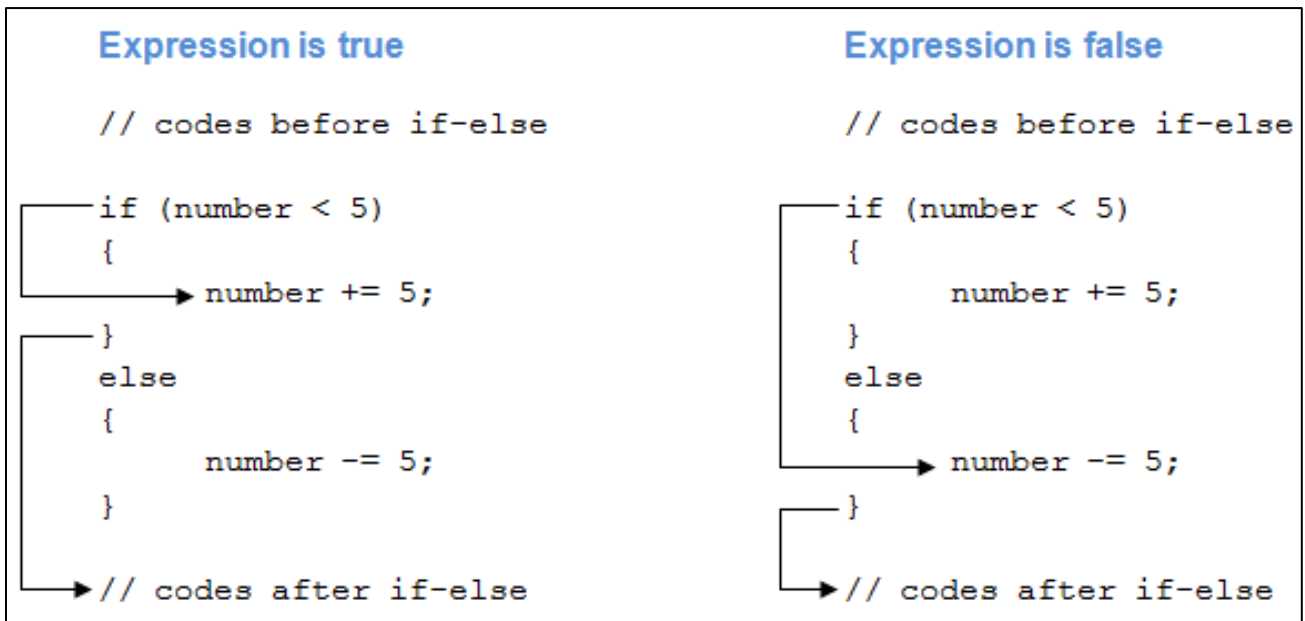 Expression is true
// codes before if-else
if (number < 5)
{
number += 5;
}
else
{
number -= 5;
}
// codes after if-else
Expression is false
// codes before if-else
if (number < 5)
{
number += 5;
}
else
{
number -= 5;
}
// codes after if-else